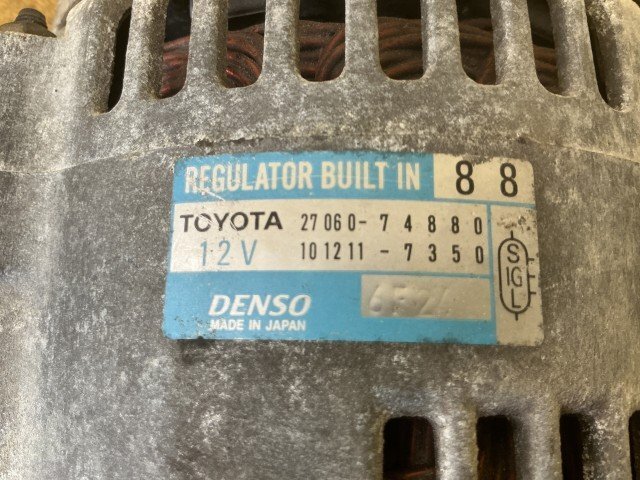 REGULATOR BUILT IN 88
TOYOTA 27060-74880
12V 101211-7350
DENSO
MADE IN JAPAN
S
IG
L